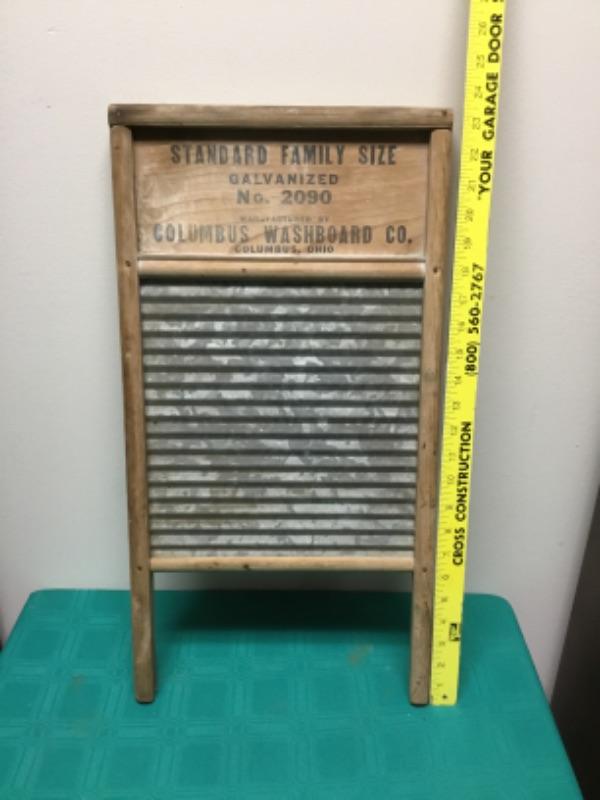 STANDARD FAMILY SIZE
GALVANIZED
No. 2090
MANUFACTURED BY
COLUMBUS WASHBOARD CO.
COLUMBUS, OHIO
CROSS CONSTRUCTION
(800) 560-2767
"YOUR GARAGE DOOR